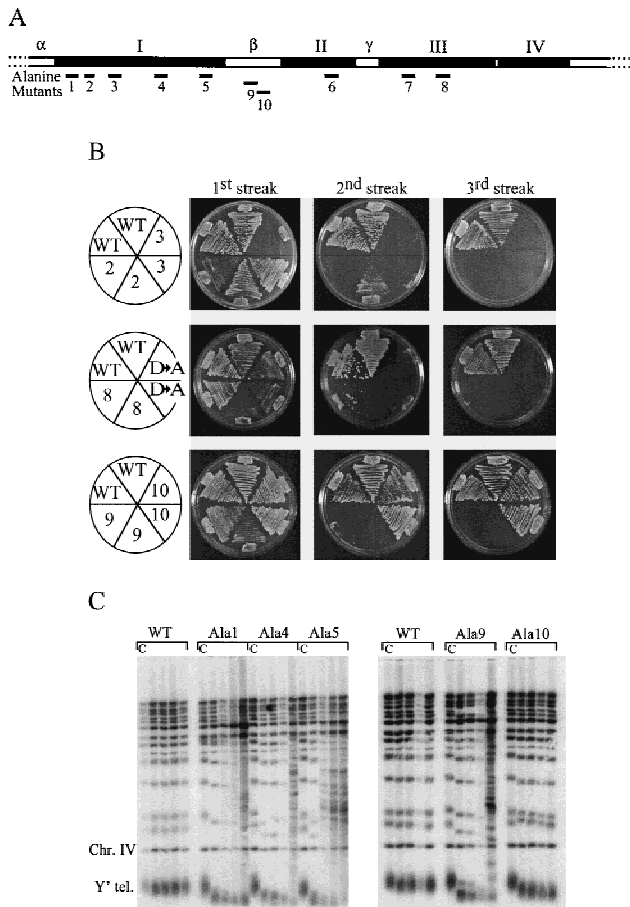 A
α I β II γ III IV
Alanine
Mutants
1 2 3 4 5 9 10 6 7 8
B
1st streak 2nd streak 3rd streak
WT 3
WT 3
2 2
WT D➔A
WT D➔A
8 8
WT 10
WT 10
9 9
C
WT Ala1 Ala4 Ala5 WT Ala9 Ala10
C C C C C C C
Chr. IV
Y' tel.